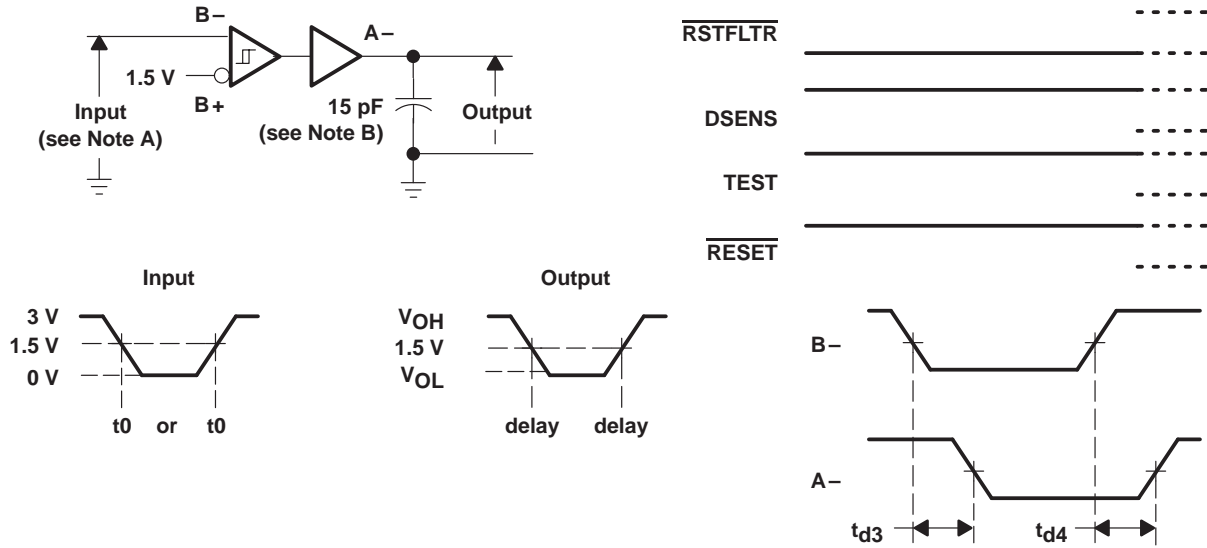 B–
A–
1.5 V
B+
Input
(see Note A)
15 pF
(see Note B)
Output
Input
3 V
1.5 V
0 V
t0 or t0
Output
VOH
1.5 V
VOL
delay delay
RSTFLTR
DSENS
TEST
RESET
B–
A–
td3
td4